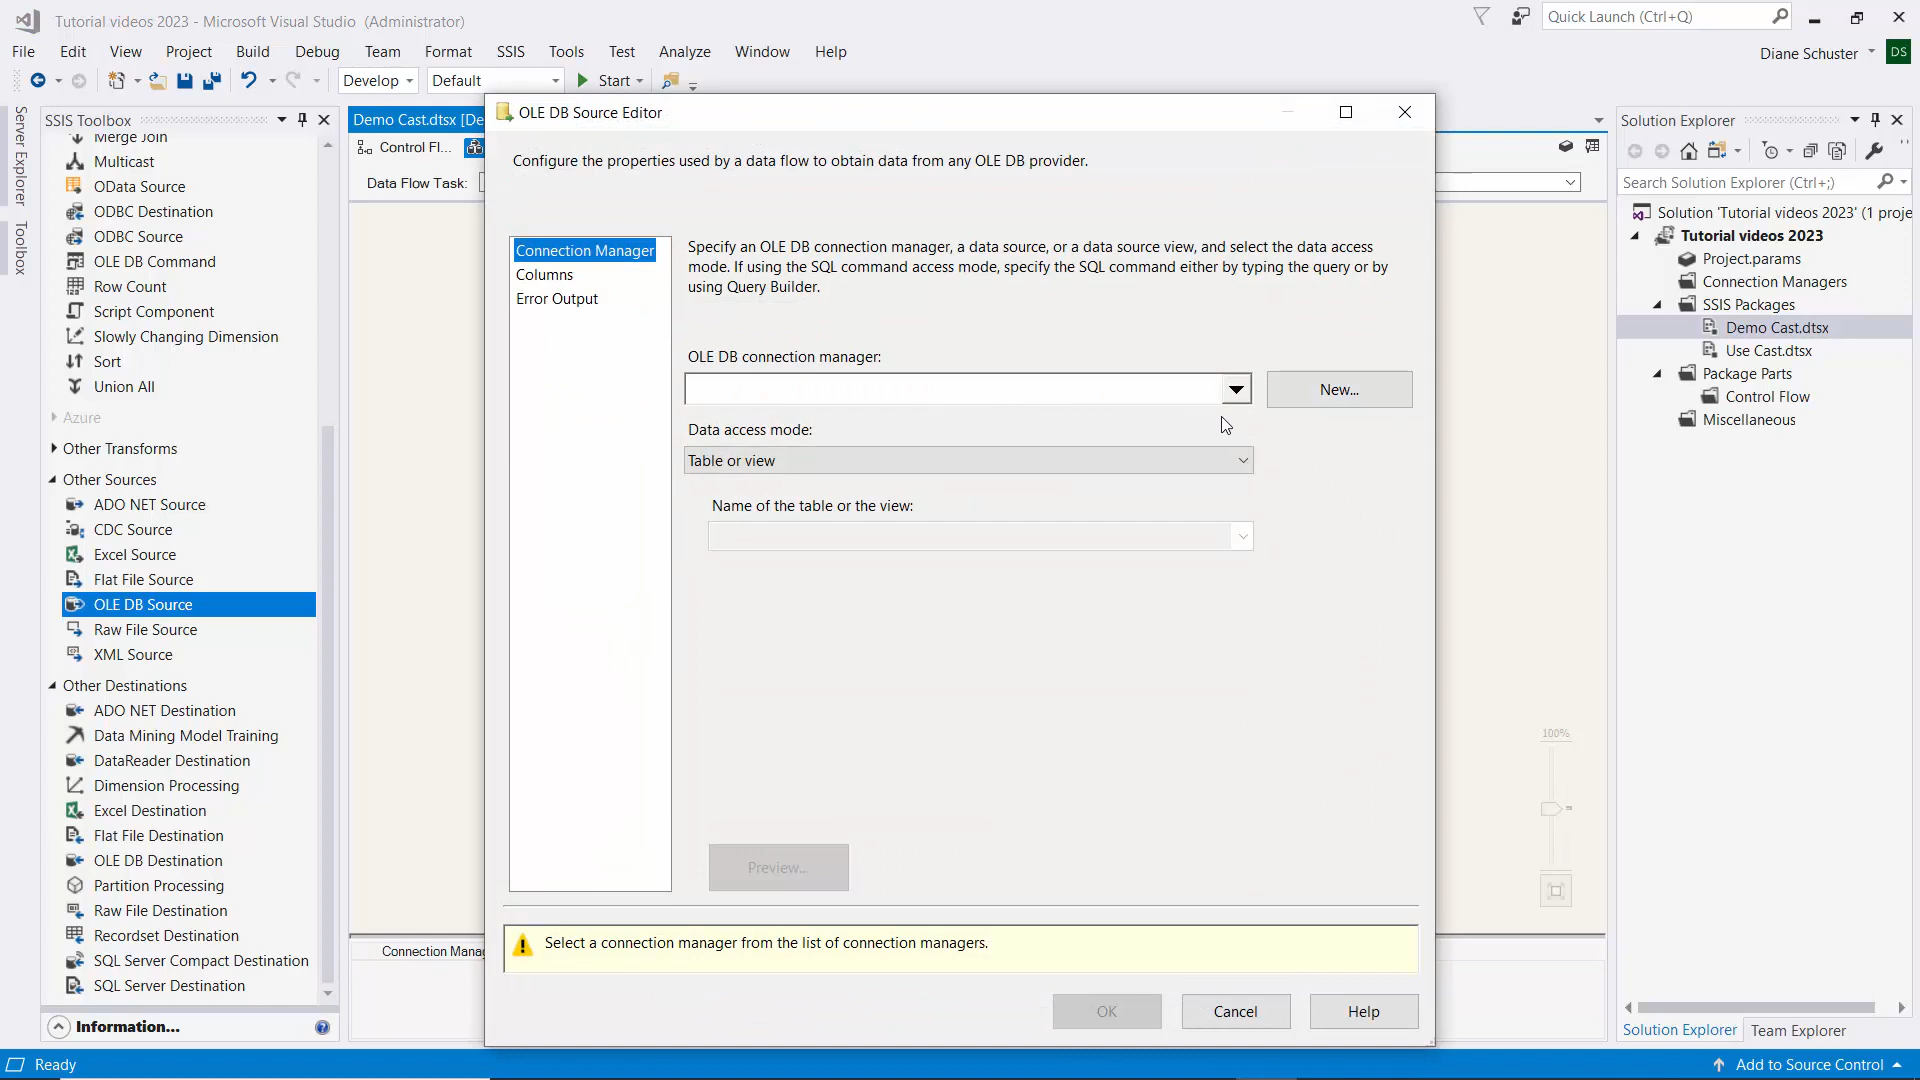 Tutorial videos 2023 - Microsoft Visual Studio (Administrator)
Quick Launch (Ctrl+Q)
File Edit View Project Build Debug Team Format SSIS Tools Test Analyze Window Help
Diane Schuster DS
Develop Default Start
Server Explorer
Toolbox
SSIS Toolbox
Merge Join
Multicast
OData Source
ODBC Destination
ODBC Source
OLE DB Command
Row Count
Script Component
Slowly Changing Dimension
Sort
Union All
Azure
Other Transforms
Other Sources
ADO NET Source
CDC Source
Excel Source
Flat File Source
OLE DB Source
Raw File Source
XML Source
Other Destinations
ADO NET Destination
Data Mining Model Training
DataReader Destination
Dimension Processing
Excel Destination
Flat File Destination
OLE DB Destination
Partition Processing
Raw File Destination
Recordset Destination
SQL Server Compact Destination
SQL Server Destination
Information...
Demo Cast.dtsx [De
Control Fl...
Data Flow Task:
Connection Mana
OLE DB Source Editor
Configure the properties used by a data flow to obtain data from any OLE DB provider.
Connection Manager
Columns
Error Output
Specify an OLE DB connection manager, a data source, or a data source view, and select the data access
mode. If using the SQL command access mode, specify the SQL command either by typing the query or by
using Query Builder.
OLE DB connection manager:
New...
Data access mode:
Table or view
Name of the table or the view:
Preview...
Select a connection manager from the list of connection managers.
OK Cancel Help
100%
Solution Explorer
Search Solution Explorer (Ctrl+;)
Solution 'Tutorial videos 2023' (1 proje
Tutorial videos 2023
Project.params
Connection Managers
SSIS Packages
Demo Cast.dtsx
Use Cast.dtsx
Package Parts
Control Flow
Miscellaneous
Solution Explorer Team Explorer
Ready
Add to Source Control